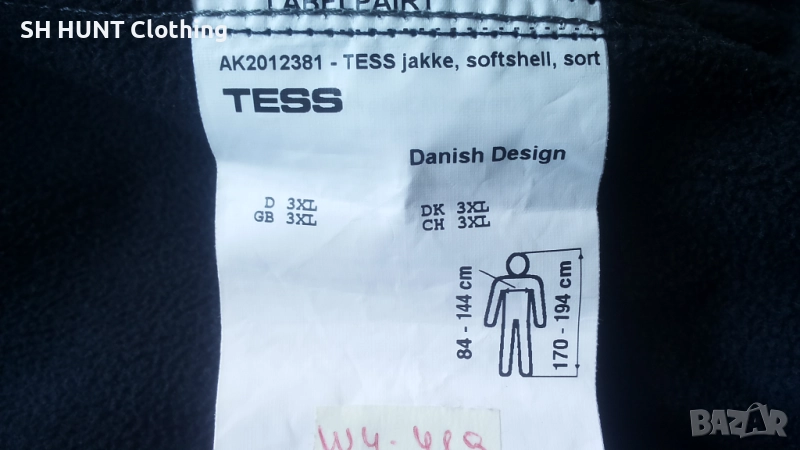 SH HUNT Clothing
AK2012381 - TESS jakke, softshell, sort
TESS
Danish Design
D 3XL
GB 3XL
DK 3XL
CH 3XL
84 - 144 cm
170 - 194 cm
BAZAR